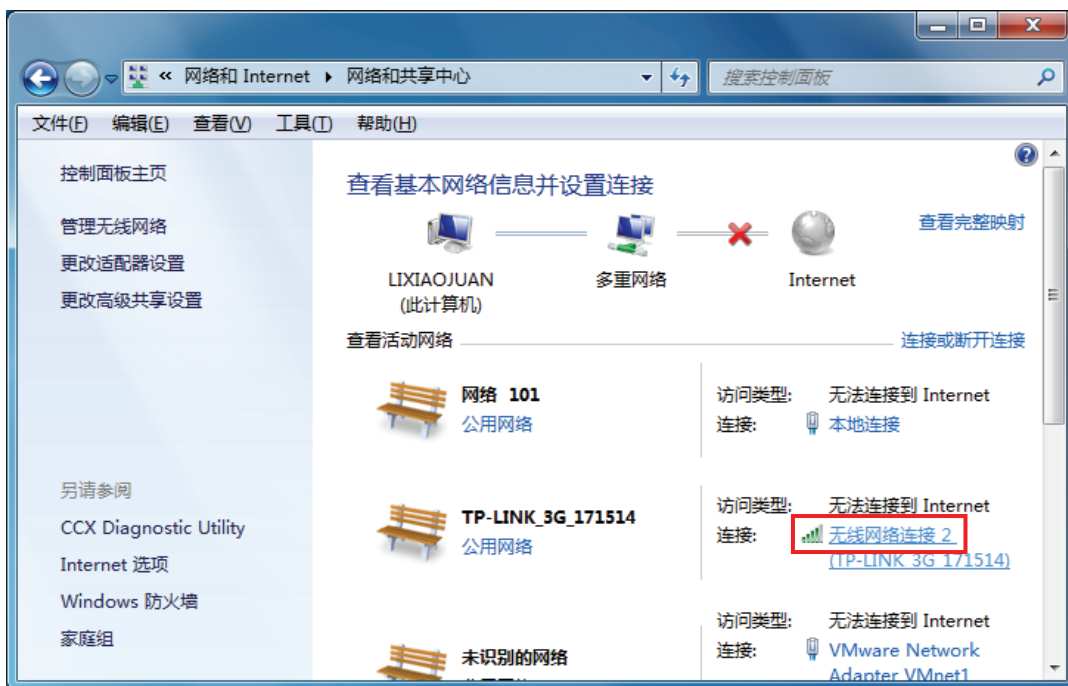 « 网络和 Internet ▸ 网络和共享中心
搜索控制面板
文件(F) 编辑(E) 查看(V) 工具(T) 帮助(H)
控制面板主页
管理无线网络
更改适配器设置
更改高级共享设置
另请参阅
CCX Diagnostic Utility
Internet 选项
Windows 防火墙
家庭组
查看基本网络信息并设置连接
查看完整映射
LIXIAOJUAN
(此计算机)
多重网络
Internet
查看活动网络
连接或断开连接
网络 101
公用网络
访问类型: 无法连接到 Internet
连接: 本地连接
TP-LINK_3G_171514
公用网络
访问类型: 无法连接到 Internet
连接: 无线网络连接 2
(TP-LINK_3G_171514)
未识别的网络
访问类型: 无法连接到 Internet
连接: VMware Network
Adapter VMnet1